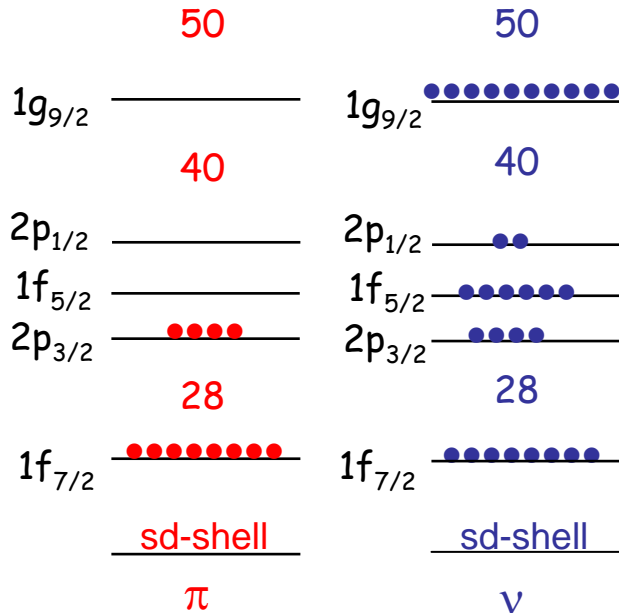 50 50
1g9/2 1g9/2
40 40
2p1/2 2p1/2
1f5/2 1f5/2
2p3/2 2p3/2
28 28
1f7/2 1f7/2
sd-shell sd-shell
π ν